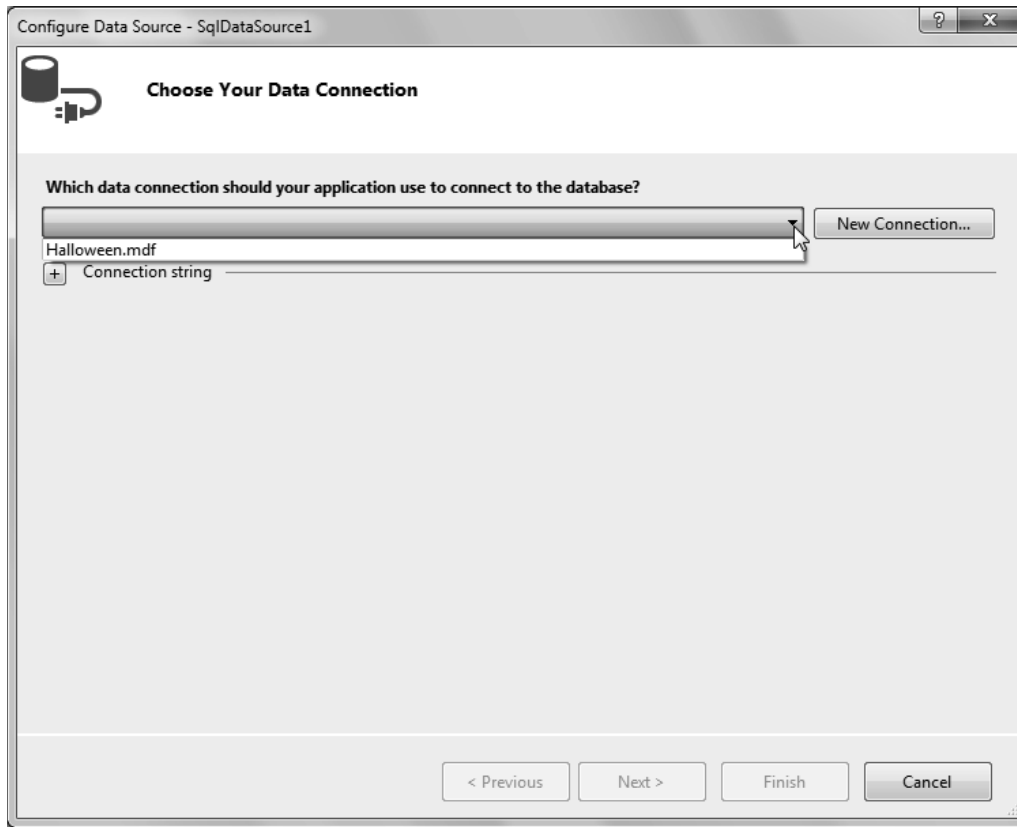 Configure Data Source - SqlDataSource1
Choose Your Data Connection
Which data connection should your application use to connect to the database?
New Connection...
Halloween.mdf
Connection string
< Previous
Next >
Finish
Cancel